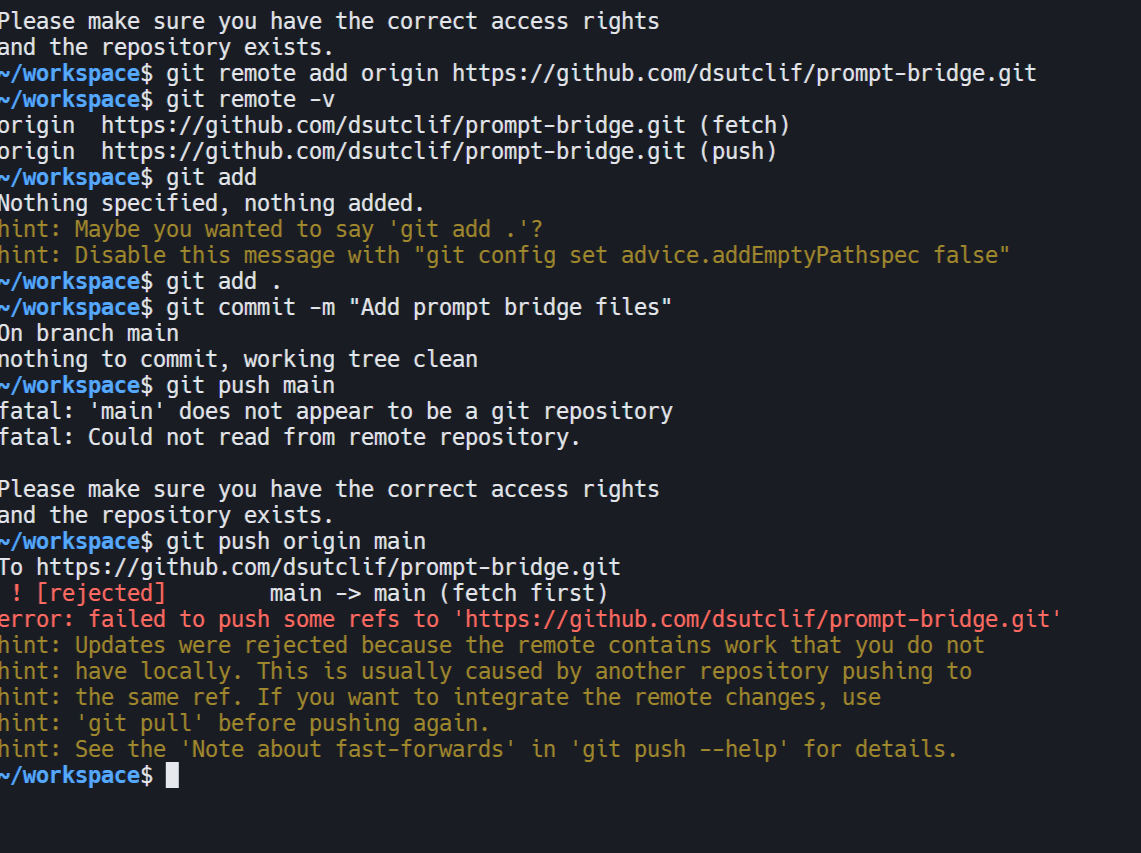 Please make sure you have the correct access rights
and the repository exists.
~/workspace$ git remote add origin https://github.com/dsutclif/prompt-bridge.git
~/workspace$ git remote -v
origin  https://github.com/dsutclif/prompt-bridge.git (fetch)
origin  https://github.com/dsutclif/prompt-bridge.git (push)
~/workspace$ git add
Nothing specified, nothing added.
hint: Maybe you wanted to say 'git add .'?
hint: Disable this message with "git config set advice.addEmptyPathspec false"
~/workspace$ git add .
~/workspace$ git commit -m "Add prompt bridge files"
On branch main
nothing to commit, working tree clean
~/workspace$ git push main
fatal: 'main' does not appear to be a git repository
fatal: Could not read from remote repository.

Please make sure you have the correct access rights
and the repository exists.
~/workspace$ git push origin main
To https://github.com/dsutclif/prompt-bridge.git
 ! [rejected]        main -> main (fetch first)
error: failed to push some refs to 'https://github.com/dsutclif/prompt-bridge.git'
hint: Updates were rejected because the remote contains work that you do not
hint: have locally. This is usually caused by another repository pushing to
hint: the same ref. If you want to integrate the remote changes, use
hint: 'git pull' before pushing again.
hint: See the 'Note about fast-forwards' in 'git push --help' for details.
~/workspace$